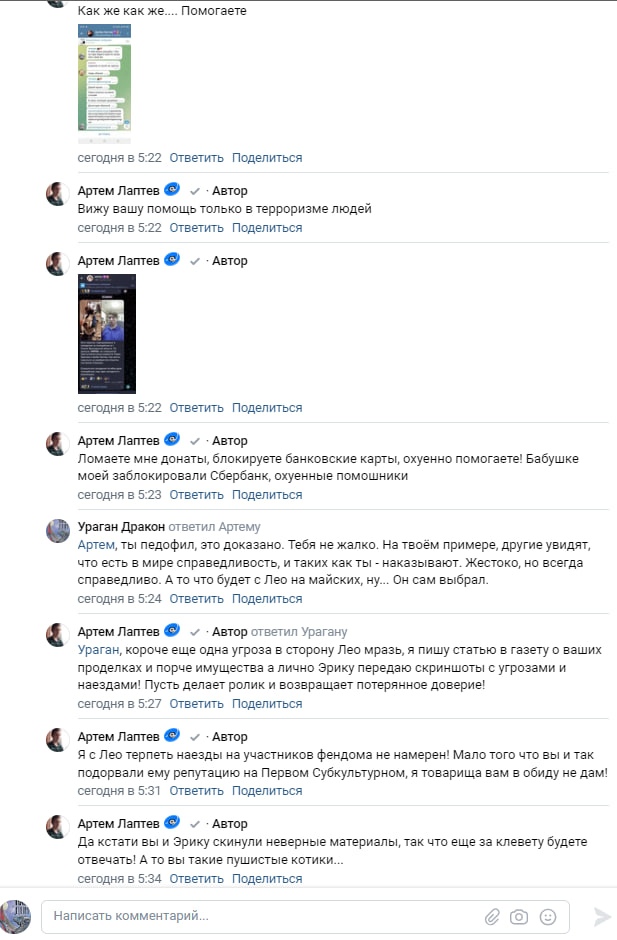 Как же как же.... Помогаете
сегодня в 5:22 Ответить Поделиться
Артем Лаптев · Автор
Вижу вашу помощь только в терроризме людей
сегодня в 5:22 Ответить Поделиться
Артем Лаптев · Автор
сегодня в 5:22 Ответить Поделиться
Артем Лаптев · Автор
Ломаете мне донаты, блокируете банковские карты, охуенно помогаете! Бабушке
моей заблокировали Сбербанк, охуенные помошники
сегодня в 5:23 Ответить Поделиться
Ураган Дракон ответил Артему
Артем, ты педофил, это доказано. Тебя не жалко. На твоём примере, другие увидят,
что есть в мире справедливость, и таких как ты - наказывают. Жестоко, но всегда
справедливо. А то что будет с Лео на майских, ну... Он сам выбрал.
сегодня в 5:24 Ответить Поделиться
Артем Лаптев · Автор ответил Урагану
Ураган, короче еще одна угроза в сторону Лео мразь, я пишу статью в газету о ваших
проделках и порче имущества а лично Эрику передаю скриншоты с угрозами и
наездами! Пусть делает ролик и возвращает потерянное доверие!
сегодня в 5:27 Ответить Поделиться
Артем Лаптев · Автор
Я с Лео терпеть наезды на участников фендома не намерен! Мало того что вы и так
подорвали ему репутацию на Первом Субкультурном, я товарища вам в обиду не дам!
сегодня в 5:31 Ответить Поделиться
Артем Лаптев · Автор
Да кстати вы и Эрику скинули неверные материалы, так что еще за клевету будете
отвечать! А то вы такие пушистые котики...
сегодня в 5:34 Ответить Поделиться
Написать комментарий...